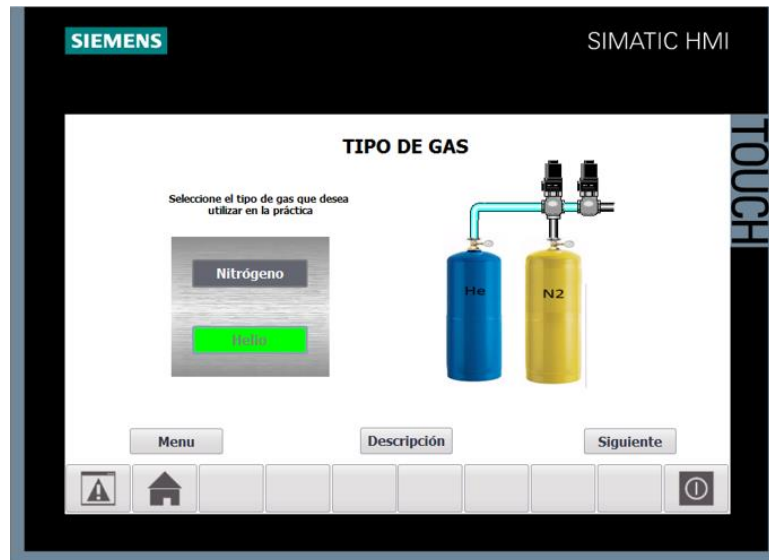 SIEMENS
SIMATIC HMI
TOUCH
TIPO DE GAS
Seleccione el tipo de gas que desea
utilizar en la práctica
Nitrógeno
Helio
He
N2
Menu
Descripción
Siguiente